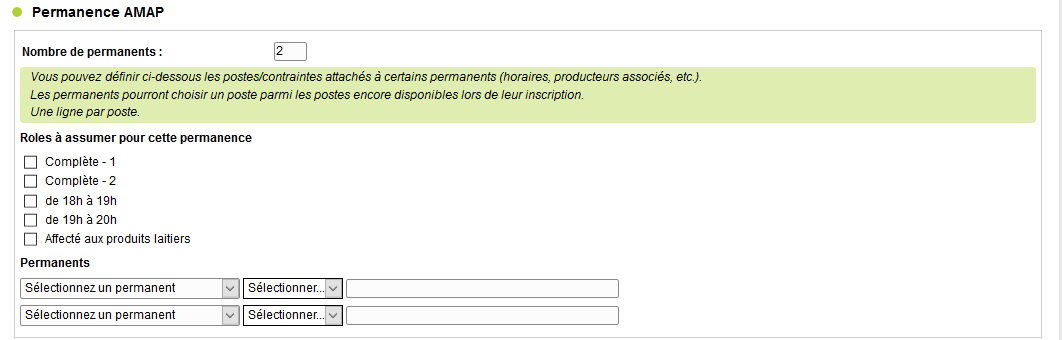 Permanence AMAP
Nombre de permanents : 2
Vous pouvez définir ci-dessous les postes/contraintes attachés à certains permanents (horaires, producteurs associés, etc.).
Les permanents pourront choisir un poste parmi les postes encore disponibles lors de leur inscription.
Une ligne par poste.
Roles à assumer pour cette permanence
Complète - 1
Complète - 2
de 18h à 19h
de 19h à 20h
Affecté aux produits laitiers
Permanents
Sélectionnez un permanent Sélectionner...
Sélectionnez un permanent Sélectionner...